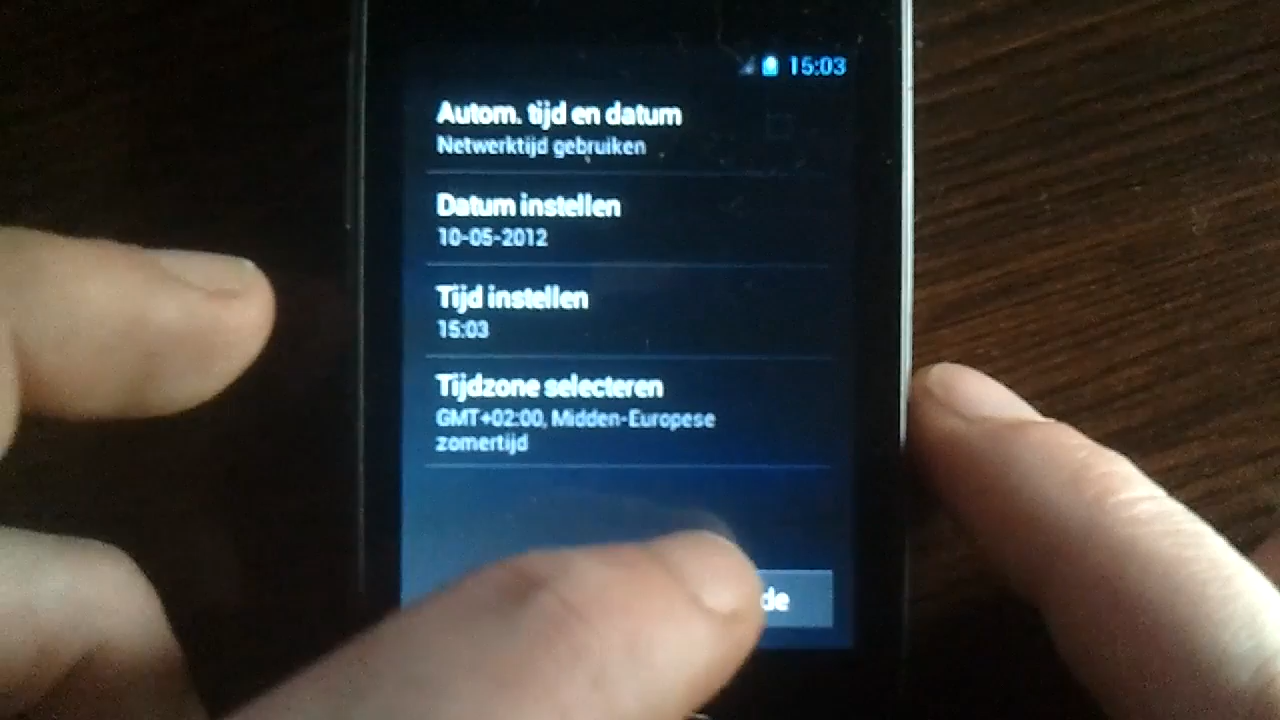 15:03
Autom. tijd en datum
Netwerktijd gebruiken
Datum instellen
10-05-2012
Tijd instellen
15:03
Tijdzone selecteren
GMT+02:00, Midden-Europese
zomertijd